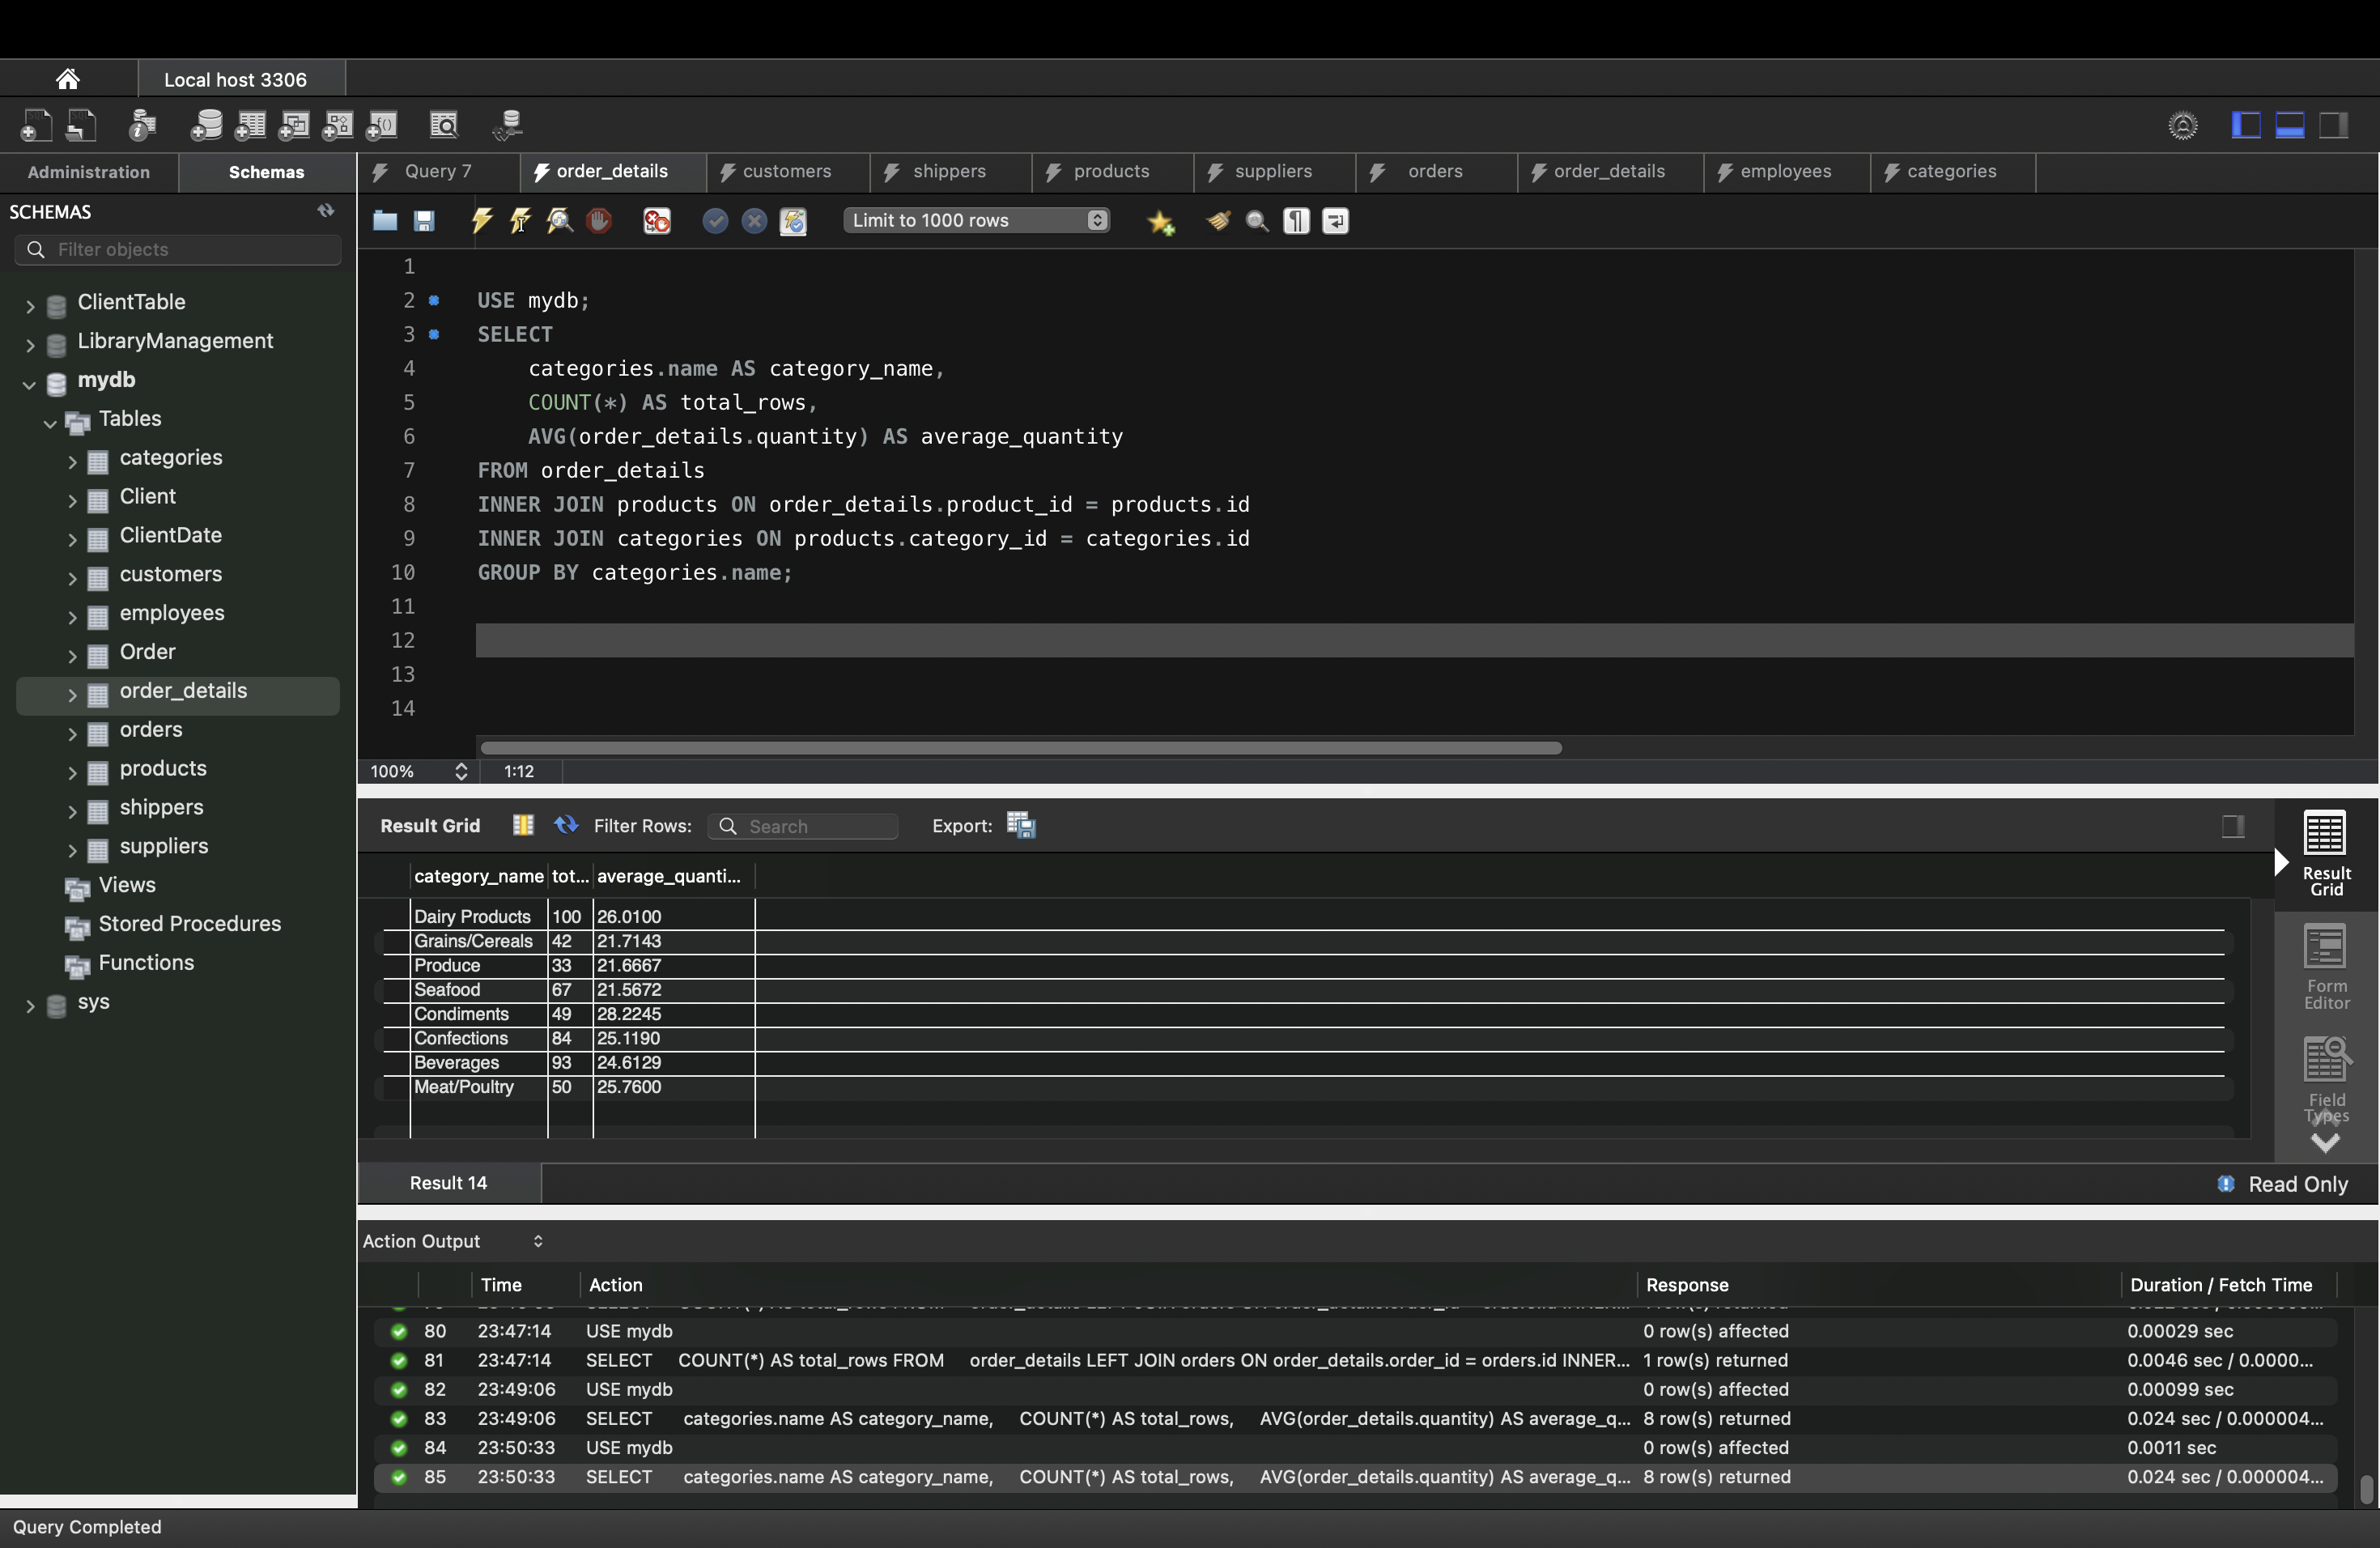 Local host 3306
Administration
Schemas
Query 7
order_details
customers
shippers
products
suppliers
orders
order_details
employees
categories
SCHEMAS
Filter objects
ClientTable
LibraryManagement
mydb
Tables
categories
Client
ClientDate
customers
employees
Order
order_details
orders
products
shippers
suppliers
Views
Stored Procedures
Functions
sys
Limit to 1000 rows
1
2 USE mydb;
3 SELECT
4 categories.name AS category_name,
5 COUNT(*) AS total_rows,
6 AVG(order_details.quantity) AS average_quantity
7 FROM order_details
8 INNER JOIN products ON order_details.product_id = products.id
9 INNER JOIN categories ON products.category_id = categories.id
10 GROUP BY categories.name;
11
12
13
14
100% 1:12
Result Grid Filter Rows: Search Export:
category_name tot... average_quanti...
Dairy Products 100 26.0100
Grains/Cereals 42 21.7143
Produce 33 21.6667
Seafood 67 21.5672
Condiments 49 28.2245
Confections 84 25.1190
Beverages 93 24.6129
Meat/Poultry 50 25.7600
Result
Grid
Form
Editor
Field
Types
Result 14
Read Only
Action Output
Time Action Response Duration / Fetch Time
80 23:47:14 USE mydb 0 row(s) affected 0.00029 sec
81 23:47:14 SELECT COUNT(*) AS total_rows FROM order_details LEFT JOIN orders ON order_details.order_id = orders.id INNER... 1 row(s) returned 0.0046 sec / 0.0000...
82 23:49:06 USE mydb 0 row(s) affected 0.00099 sec
83 23:49:06 SELECT categories.name AS category_name, COUNT(*) AS total_rows, AVG(order_details.quantity) AS average_q... 8 row(s) returned 0.024 sec / 0.000004...
84 23:50:33 USE mydb 0 row(s) affected 0.0011 sec
85 23:50:33 SELECT categories.name AS category_name, COUNT(*) AS total_rows, AVG(order_details.quantity) AS average_q... 8 row(s) returned 0.024 sec / 0.000004...
Query Completed